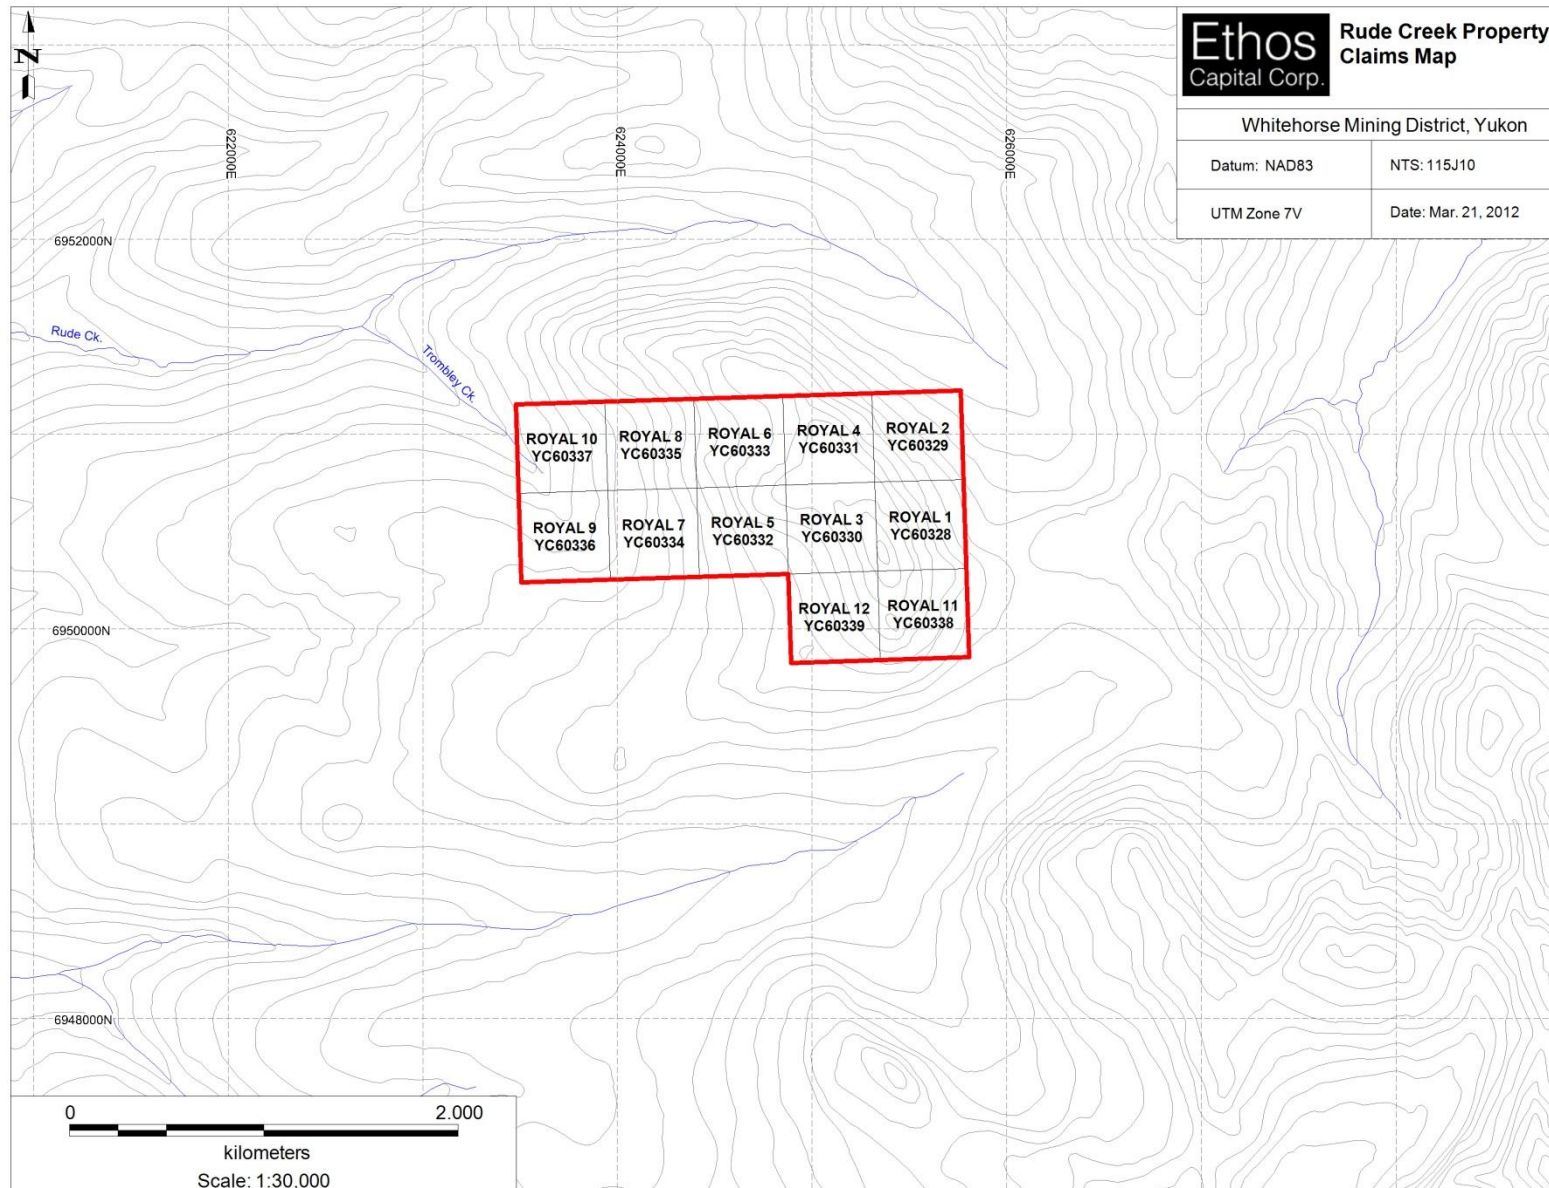 N
Ethos
Capital Corp.
Rude Creek Property
Claims Map
Whitehorse Mining District, Yukon
Datum: NAD83
NTS: 115J10
UTM Zone 7V
Date: Mar. 21, 2012
622000E
624000E
626000E
6952000N
Rude Ck.
Trombley Ck.
ROYAL 10
YC60337
ROYAL 8
YC60335
ROYAL 6
YC60333
ROYAL 4
YC60331
ROYAL 2
YC60329
ROYAL 9
YC60336
ROYAL 7
YC60334
ROYAL 5
YC60332
ROYAL 3
YC60330
ROYAL 1
YC60328
ROYAL 12
YC60339
ROYAL 11
YC60338
6950000N
6948000N
0
2.000
kilometers
Scale: 1:30,000